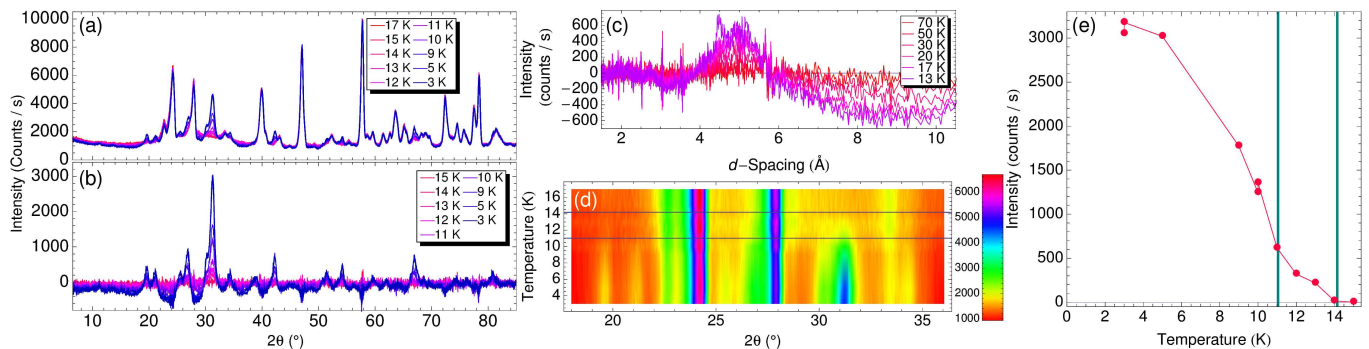 (a)
17 K 11 K
15 K 10 K
14 K 9 K
13 K 5 K
12 K 3 K
10000
8000
6000
4000
2000
0
Intensity (Counts / s)
(b)
15 K 10 K
14 K 9 K
13 K 5 K
12 K 3 K
11 K
3000
2000
1000
0
10 20 30 40 50 60 70 80
2θ (°)
(c)
70 K
50 K
30 K
20 K
17 K
13 K
600
400
200
0
−200
−400
−600
Intensity
(counts / s)
2 4 6 8 10
d−Spacing (Å)
(d)
16
14
12
10
8
6
4
Temperature (K)
20 25 30 35
2θ (°)
6000
5000
4000
3000
2000
1000
(e)
3000
2500
2000
1500
1000
500
0
Intensity (counts / s)
0 2 4 6 8 10 12 14
Temperature (K)